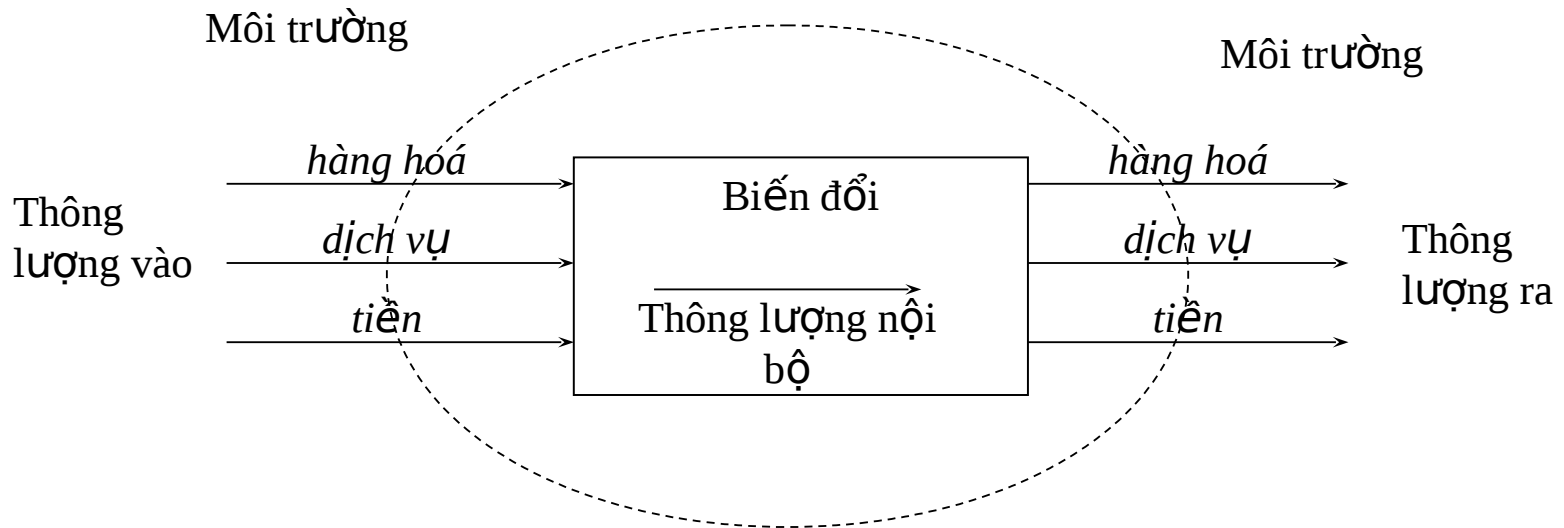 Môi trường
Môi trường
hàng hoá
hàng hoá
Biến đổi
Thông
lượng vào
dịch vụ
dịch vụ
Thông
lượng ra
tiền
Thông lượng nội
bộ
tiền